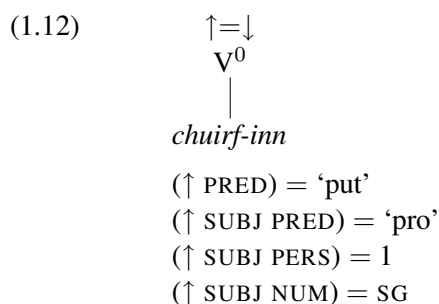 (1.12) ↑=↓
V⁰
chuirf-inn
(↑ PRED) = ‘put’
(↑ SUBJ PRED) = ‘pro’
(↑ SUBJ PERS) = 1
(↑ SUBJ NUM) = SG